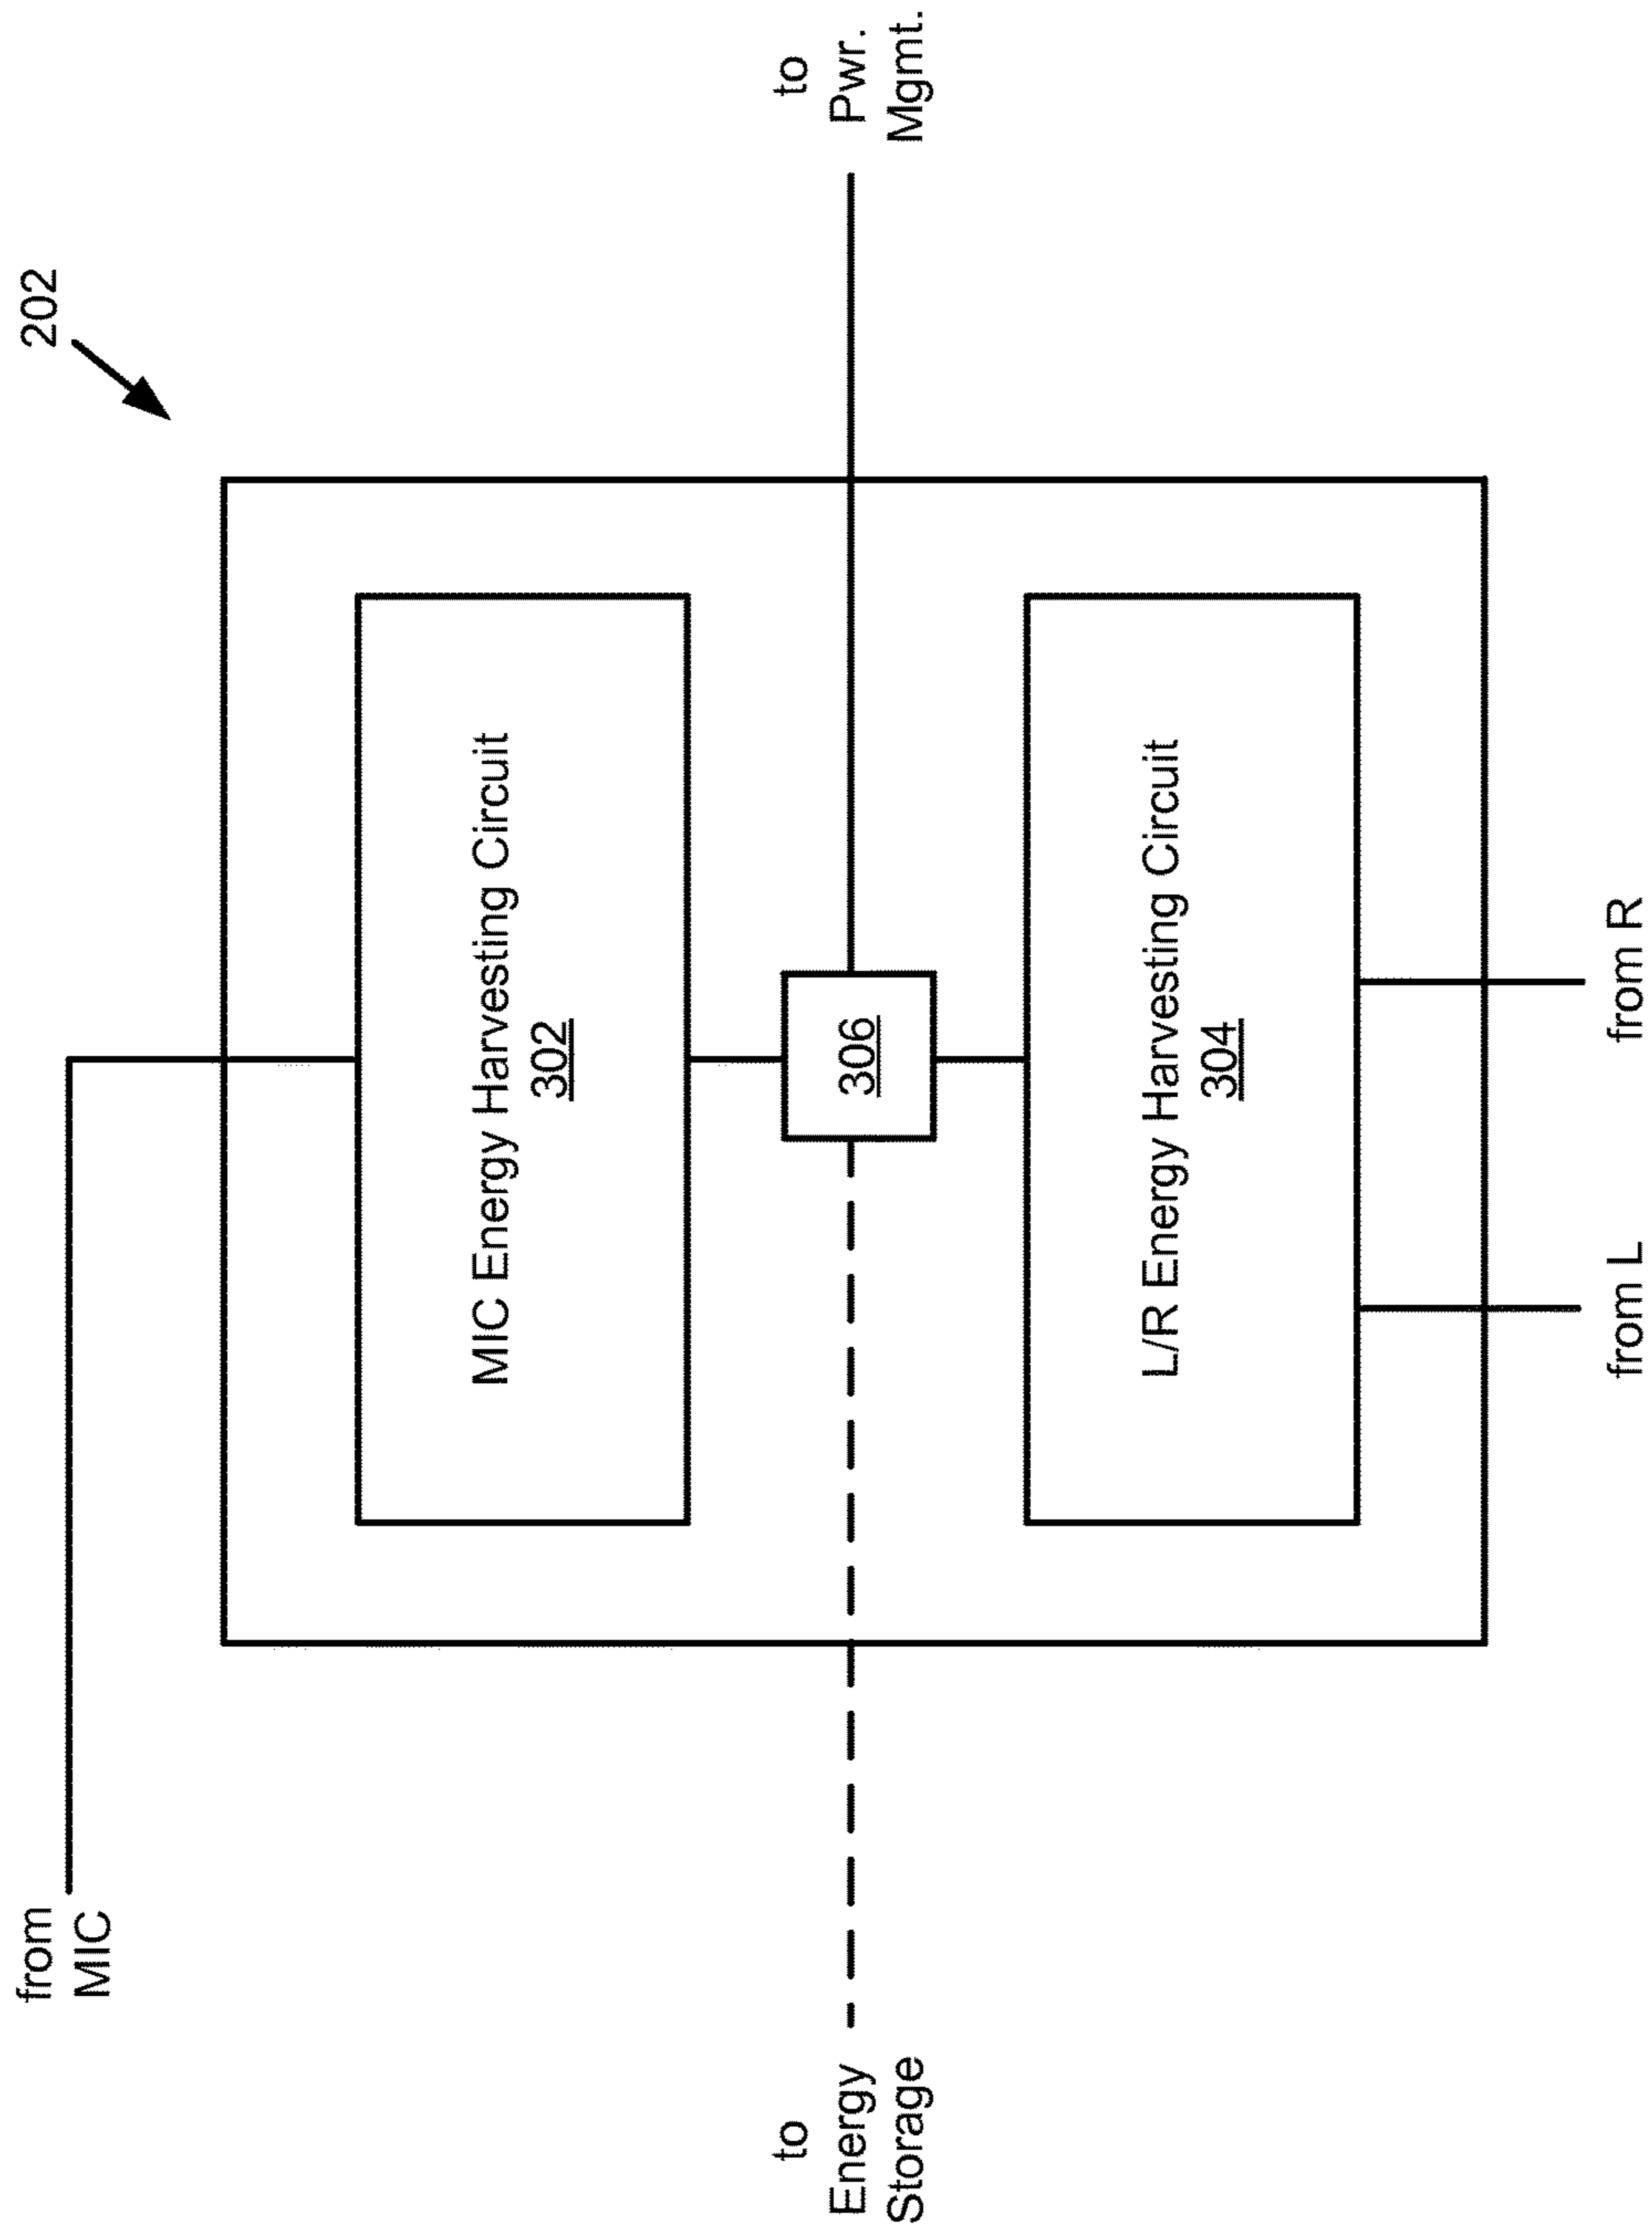 202
from
MIC
MIC Energy Harvesting Circuit
302
to
Energy
Storage
306
to
Pwr.
Mgmt.
L/R Energy Harvesting Circuit
304
from L
from R